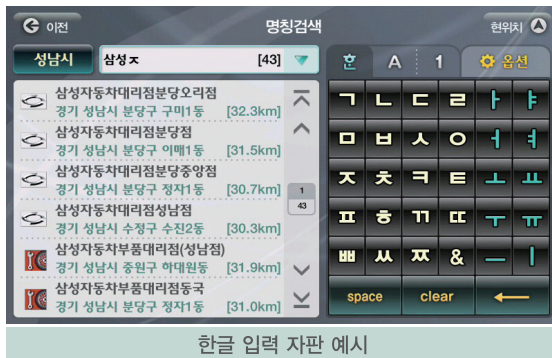 이전
명칭검색
현위치
성남시
삼성ㅈ [43]
한 A 1 옵션
삼성자동차대리점분당오리점
경기 성남시 분당구 구미1동 [32.3km]
삼성자동차대리점분당점
경기 성남시 분당구 이매1동 [31.5km]
삼성자동차대리점분당중앙점
경기 성남시 분당구 정자1동 [30.7km]
삼성자동차대리점성남점
경기 성남시 수정구 수진2동 [30.3km]
삼성자동차부품대리점(성남점)
경기 성남시 중원구 하대원동 [31.9km]
삼성자동차부품대리점동국
경기 성남시 분당구 정자1동 [31.0km]
1
43
ㄱ ㄴ ㄷ ㄹ ㅏ ㅑ
ㅁ ㅂ ㅅ ㅇ ㅓ ㅕ
ㅈ ㅊ ㅋ ㅌ ㅗ ㅛ
ㅍ ㅎ ㄲ ㄸ ㅜ ㅠ
ㅃ ㅆ ㅉ & ㅡ ㅣ
space clear
한글 입력 자판 예시